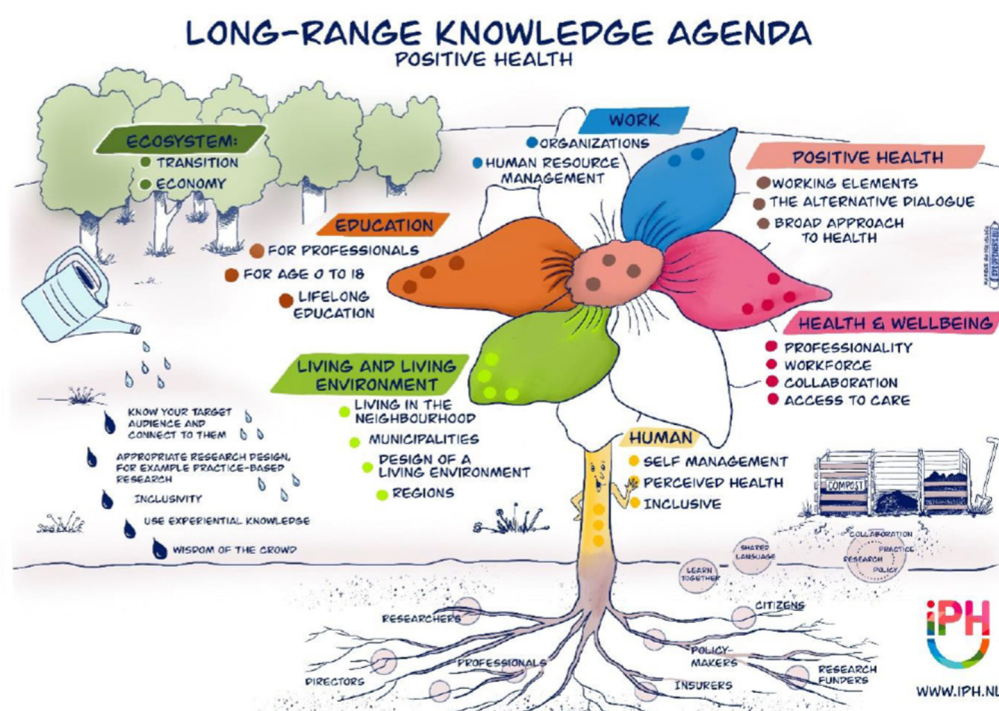 LONG-RANGE KNOWLEDGE AGENDA
POSITIVE HEALTH
ECOSYSTEM:
TRANSITION
ECONOMY
WORK
ORGANIZATIONS
HUMAN RESOURCE
MANAGEMENT
POSITIVE HEALTH
WORKING ELEMENTS
THE ALTERNATIVE DIALOGUE
BROAD APPROACH
TO HEALTH
EDUCATION
FOR PROFESSIONALS
FOR AGE 0 TO 18
LIFELONG
EDUCATION
HEALTH & WELLBEING
PROFESSIONALITY
WORKFORCE
COLLABORATION
ACCESS TO CARE
LIVING AND LIVING
ENVIRONMENT
LIVING IN THE
NEIGHBOURHOOD
MUNICIPALITIES
DESIGN OF A
LIVING ENVIRONMENT
REGIONS
HUMAN
SELF MANAGEMENT
PERCEIVED HEALTH
INCLUSIVE
KNOW YOUR TARGET
AUDIENCE AND
CONNECT TO THEM
APPROPRIATE RESEARCH DESIGN,
FOR EXAMPLE PRACTICE-BASED
RESEARCH
INCLUSIVITY
USE EXPERIENTIAL KNOWLEDGE
WISDOM OF THE CROWD
COMPOST
COLLABORATION
PRACTICE
RESEARCH
POLICY
SHARED
LANGUAGE
LEARN
TOGETHER
RESEARCHERS
CITIZENS
PROFESSIONALS
POLICY-
MAKERS
DIRECTORS
INSURERS
RESEARCH
FUNDERS
iPH
WWW.IPH.NL